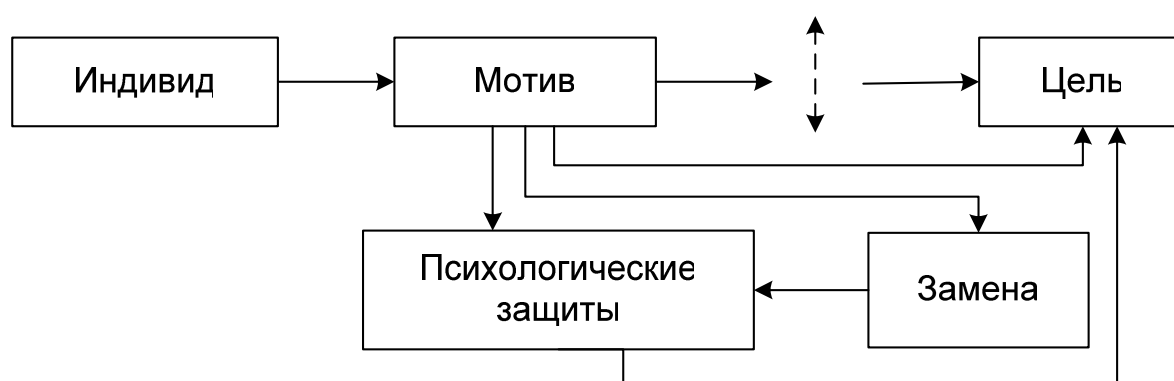 Индивид
Мотив
Цель
Психологические
защиты
Замена